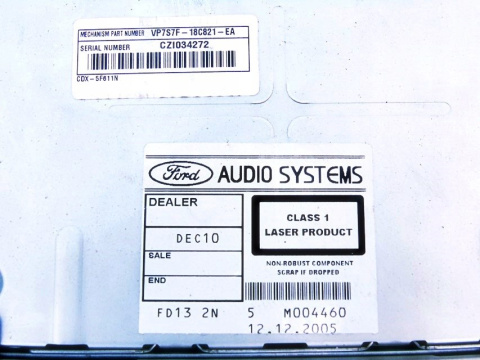 MECHANISM PART NUMBER VP7S7F-18C821-EA
SERIAL NUMBER CZI034272
CDX-5F611N
Ford AUDIO SYSTEMS
DEALER
DEC10
SALE
END
CLASS 1
LASER PRODUCT
NON-ROBUST COMPONENT
SCRAP IF DROPPED
FD13 2N 5 M004460
12.12.2005